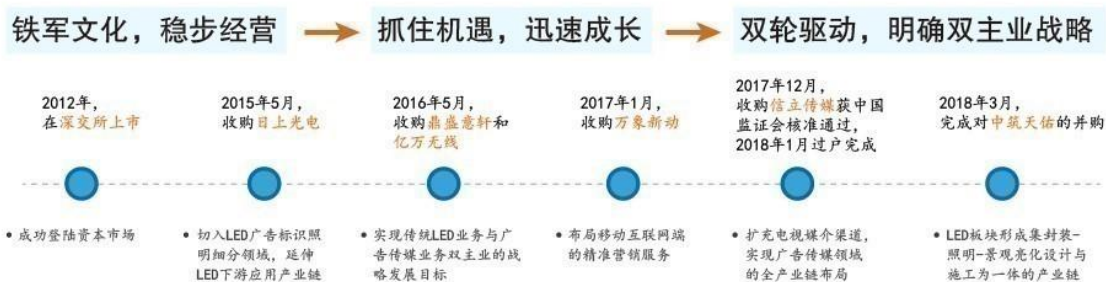 铁军文化，稳步经营
抓住机遇，迅速成长
双轮驱动，明确双主业战略
2012年，
在深交所上市
2015年5月，
收购日上光电
2016年5月，
收购鼎盛意轩和
亿万无线
2017年1月，
收购万象新动
2017年12月，
收购信立传媒获中国
监证会核准通过，
2018年1月过户完成
2018年3月，
完成对中筑天佑的并购
• 成功登陆资本市场
• 切入LED广告标识照
明细分领域，延伸
LED下游应用产业链
• 实现传统LED业务与广
告传媒业务双主业的战
略发展目标
• 布局移动互联网端
的精准营销服务
• 扩充电视媒介渠道，
实现广告传媒领域
的全产业链布局
• LED板块形成集封装-
照明-景观亮化设计与
施工为一体的产业链